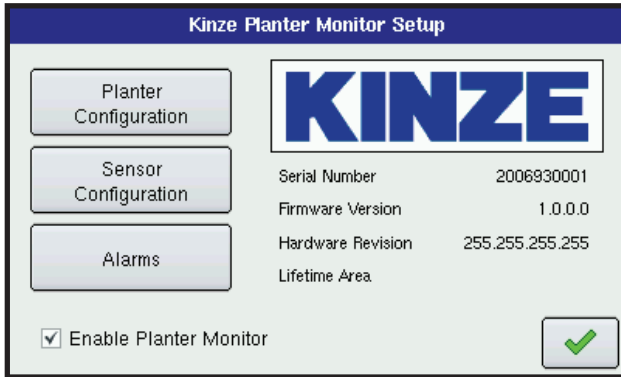 Kinze Planter Monitor Setup
Planter
Configuration
KINZE
Sensor
Configuration
Serial Number 2006930001
Firmware Version 1.0.0.0
Alarms
Hardware Revision 255.255.255.255
Lifetime Area
Enable Planter Monitor